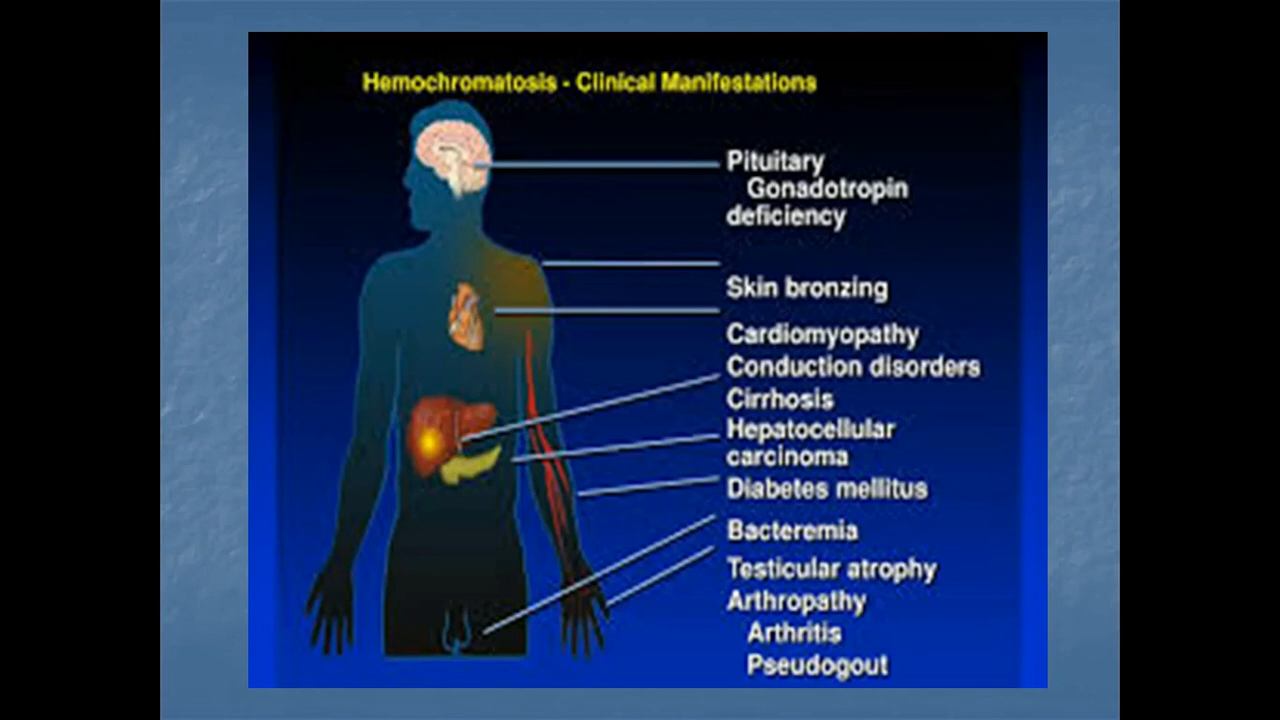 Hemochromatosis - Clinical Manifestations
Pituitary
Gonadotropin
deficiency
Skin bronzing
Cardiomyopathy
Conduction disorders
Cirrhosis
Hepatocellular
carcinoma
Diabetes mellitus
Bacteremia
Testicular atrophy
Arthropathy
Arthritis
Pseudogout